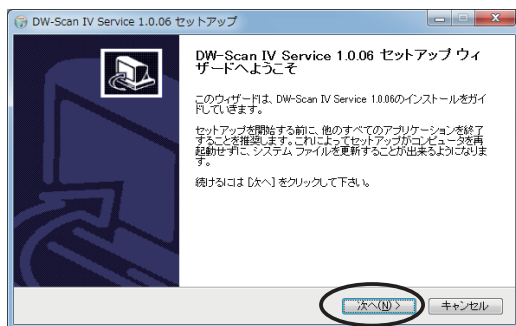 DW-Scan IV Service 1.0.06 セットアップ
DW-Scan IV Service 1.0.06 セットアップ ウィ
ザードへようこそ
このウィザードは、DW-Scan IV Service 1.0.06のインストールをガイ
ドしていきます。
セットアップを開始する前に、他のすべてのアプリケーションを終了
することを推奨します。これによってセットアップがコンピュータを再
起動せずに、システム ファイルを更新することが出来るようになりま
す。
続けるには [次へ] をクリックして下さい。
次へ(N) >
キャンセル